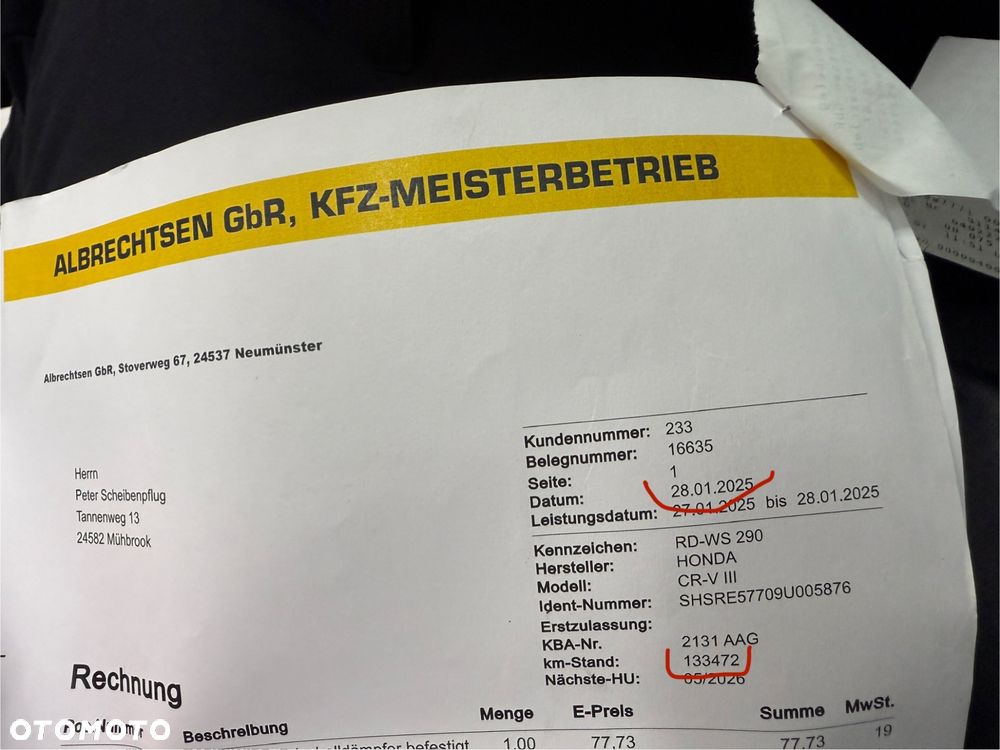 ALBRECHTSEN GbR, KFZ-MEISTERBETRIEB
Albrechtsen GbR, Stoverweg 67, 24537 Neumünster
Herrn
Peter Scheibenpflug
Tannenweg 13
24582 Mühbrook
Kundennummer: 233
Belegnummer: 16635
Seite: 1
Datum: 28.01.2025
Leistungsdatum: 27.01.2025 bis 28.01.2025
Kennzeichen: RD-WS 290
Hersteller: HONDA
Modell: CR-V III
Ident-Nummer: SHSRE57709U005876
Erstzulassung:
KBA-Nr. 2131 AAG
km-Stand: 133472
Nächste-HU: 05/2026
Rechnung
Beschreibung Menge E-Preis Summe MwSt.
befestigt 1.00 77.73 77.73 19
OTOMOTO